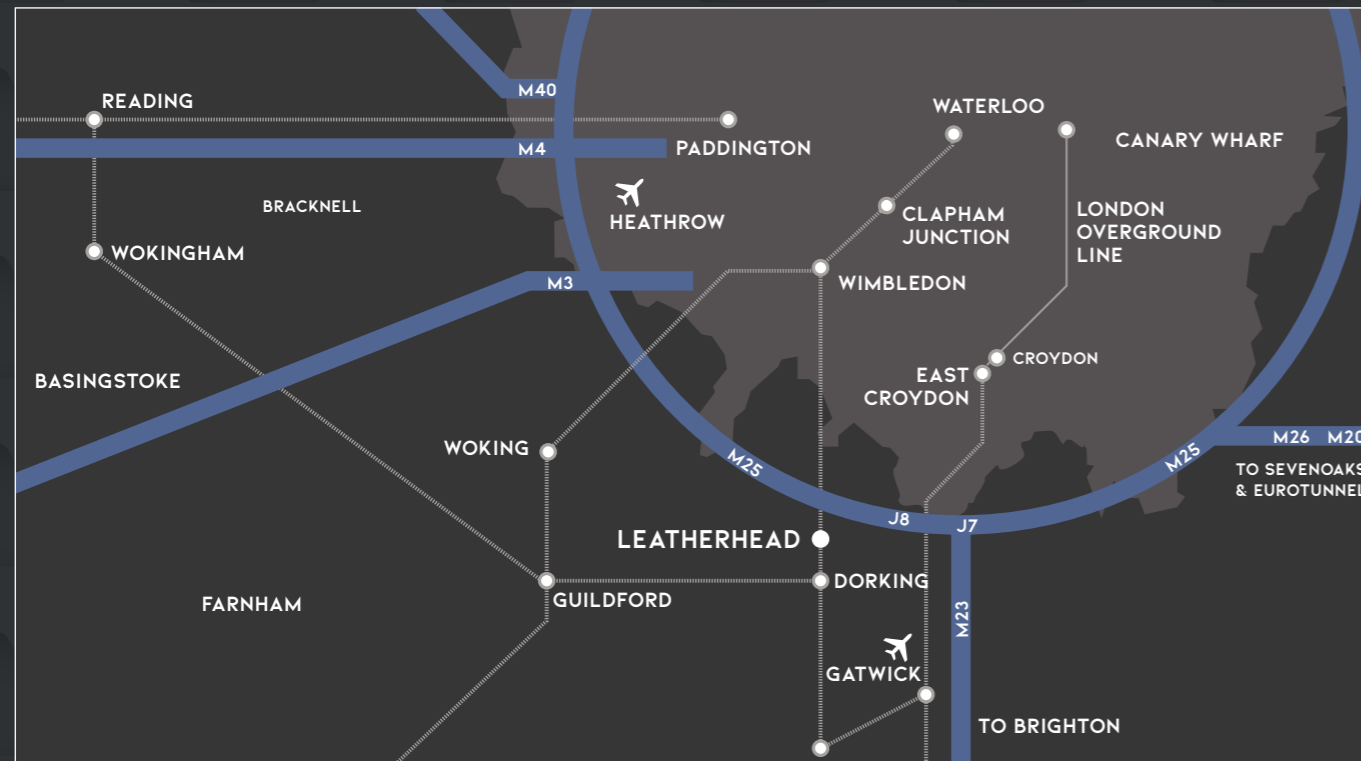 M40
READING
WATERLOO
M4
PADDINGTON
CANARY WHARF
BRACKNELL
HEATHROW
CLAPHAM
JUNCTION
LONDON
OVERGROUND
LINE
WOKINGHAM
M3
WIMBLEDON
BASINGSTOKE
CROYDON
EAST
CROYDON
WOKING
M25
M25
M26 M20
TO SEVENOAKS
& EUROTUNNEL
J8
J7
LEATHERHEAD
DORKING
GUILDFORD
FARNHAM
M23
GATWICK
TO BRIGHTON